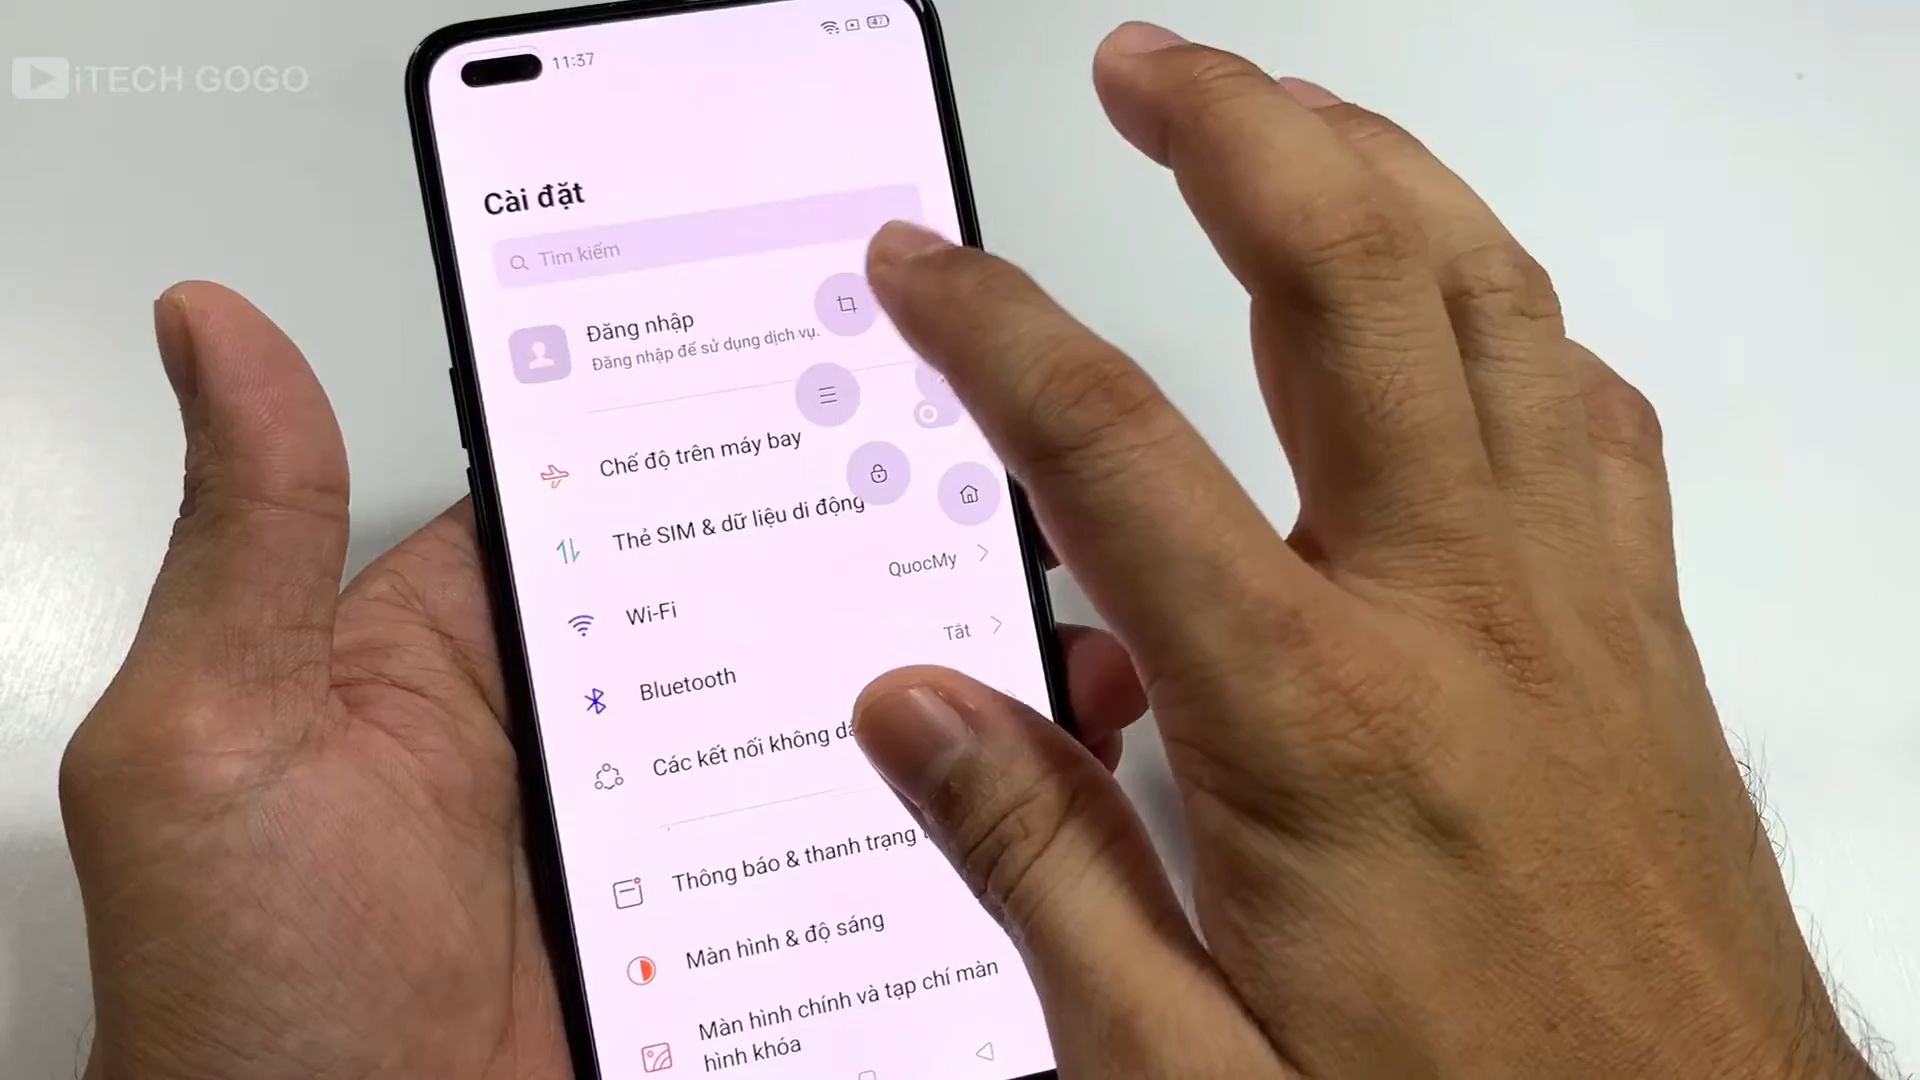 iTECH GOGO
11:37
47
Cài đặt
Tìm kiếm
Đăng nhập
Đăng nhập để sử dụng dịch vụ.
Chế độ trên máy bay
Thẻ SIM & dữ liệu di động
Wi-Fi
QuocMy
Bluetooth
Tắt
Các kết nối không
Thông báo & thanh trạng
Màn hình & độ sáng
Màn hình chính và tạp chí màn
hình khóa